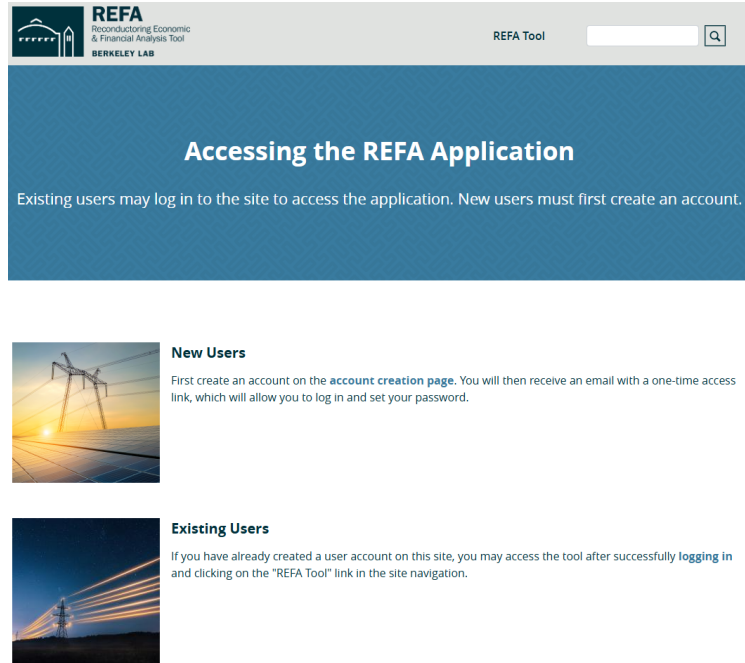 REFA
Reconductoring Economic
& Financial Analysis Tool
BERKELEY LAB
REFA Tool
Accessing the REFA Application
Existing users may log in to the site to access the application. New users must first create an account.
New Users
First create an account on the account creation page. You will then receive an email with a one-time access
link, which will allow you to log in and set your password.
Existing Users
If you have already created a user account on this site, you may access the tool after successfully logging in
and clicking on the "REFA Tool" link in the site navigation.